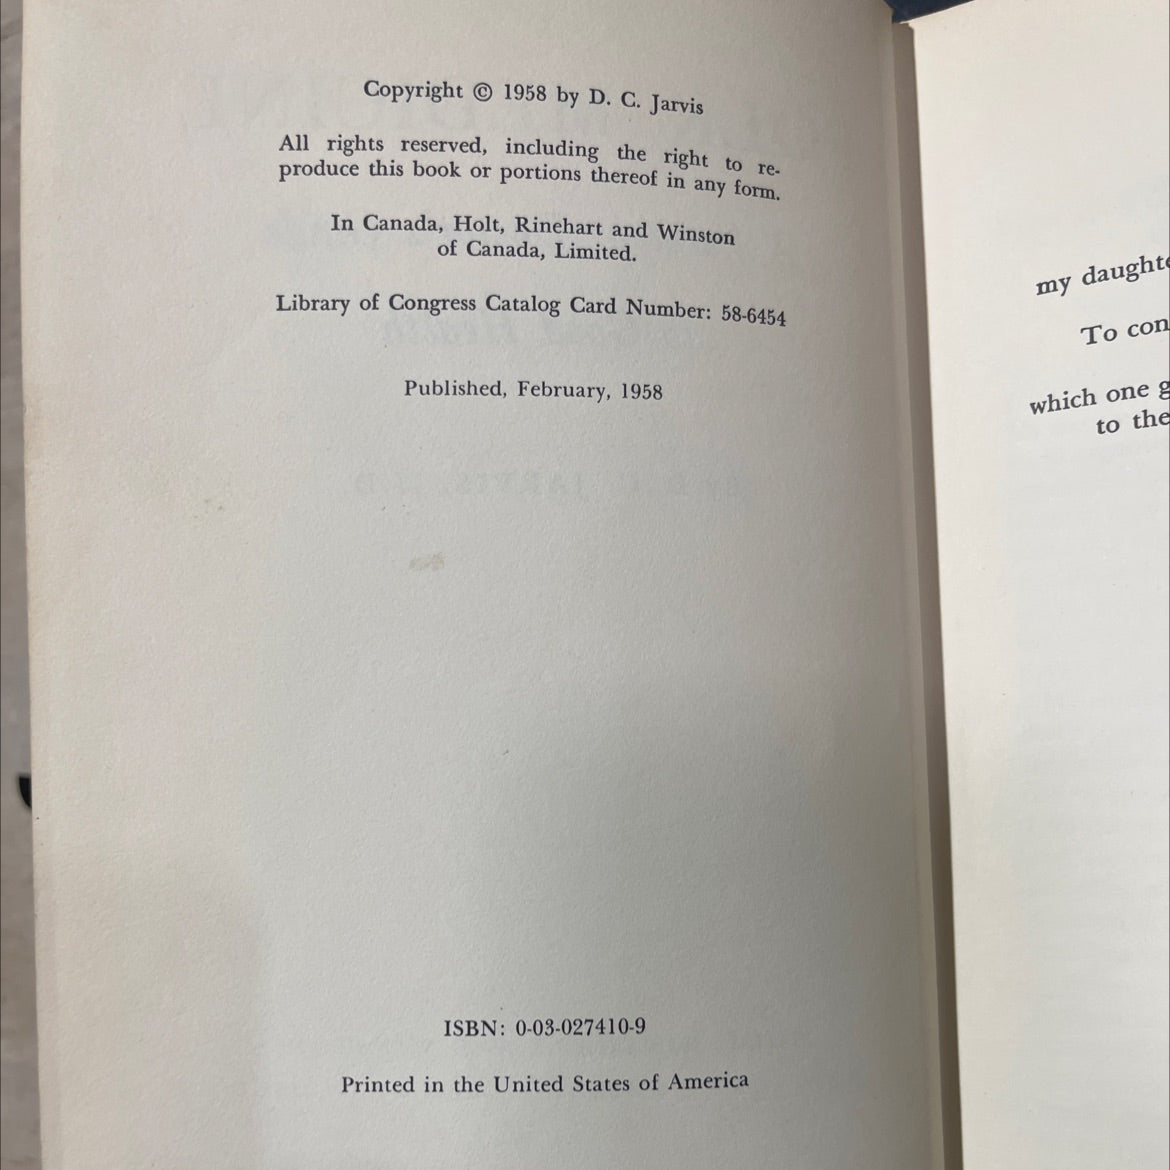 Copyright © 1958 by D. C. Jarvis
All rights reserved, including the right to re-
produce this book or portions thereof in any form.
In Canada, Holt, Rinehart and Winston
of Canada, Limited.
Library of Congress Catalog Card Number: 58-6454
Published, February, 1958
ISBN: 0-03-027410-9
Printed in the United States of America
my
To
which one
to the